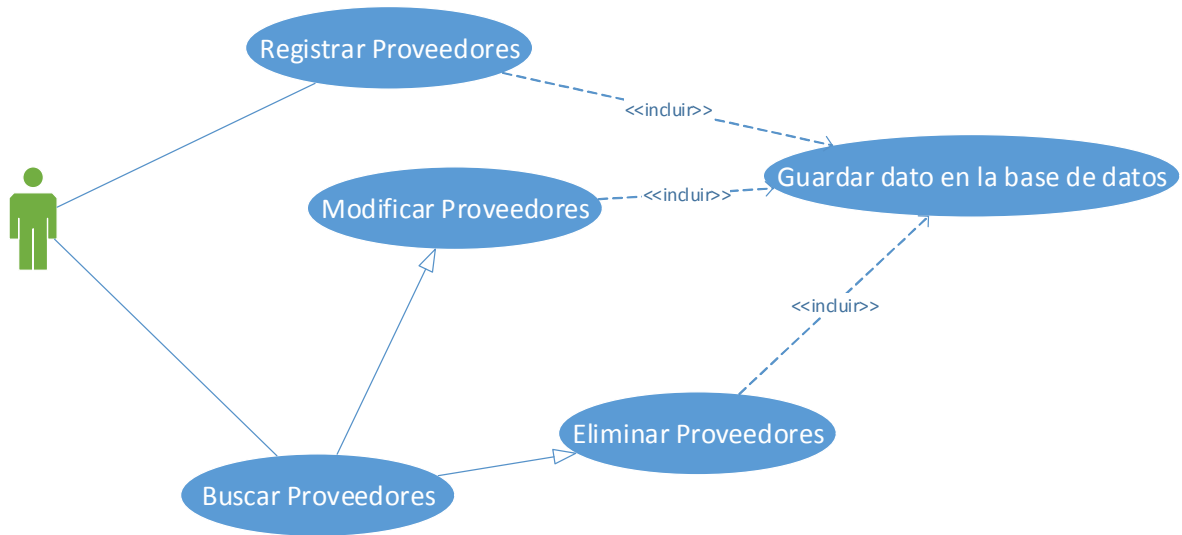 Registrar Proveedores
<<incluir>>
Guardar dato en la base de datos
Modificar Proveedores
<<incluir>>
<<incluir>>
Eliminar Proveedores
Buscar Proveedores